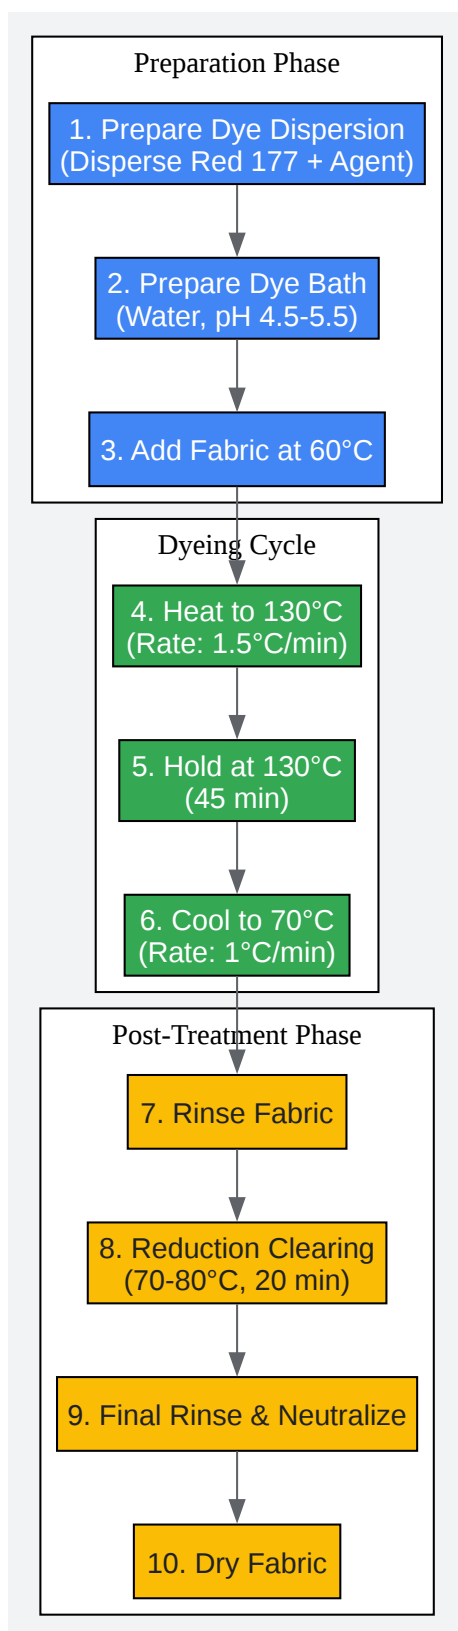 Preparation Phase
1. Prepare Dye Dispersion
(Disperse Red 177 + Agent)
2. Prepare Dye Bath
(Water, pH 4.5-5.5)
3. Add Fabric at 60°C
Dyeing Cycle
4. Heat to 130°C
(Rate: 1.5°C/min)
5. Hold at 130°C
(45 min)
6. Cool to 70°C
(Rate: 1°C/min)
Post-Treatment Phase
7. Rinse Fabric
8. Reduction Clearing
(70-80°C, 20 min)
9. Final Rinse & Neutralize
10. Dry Fabric